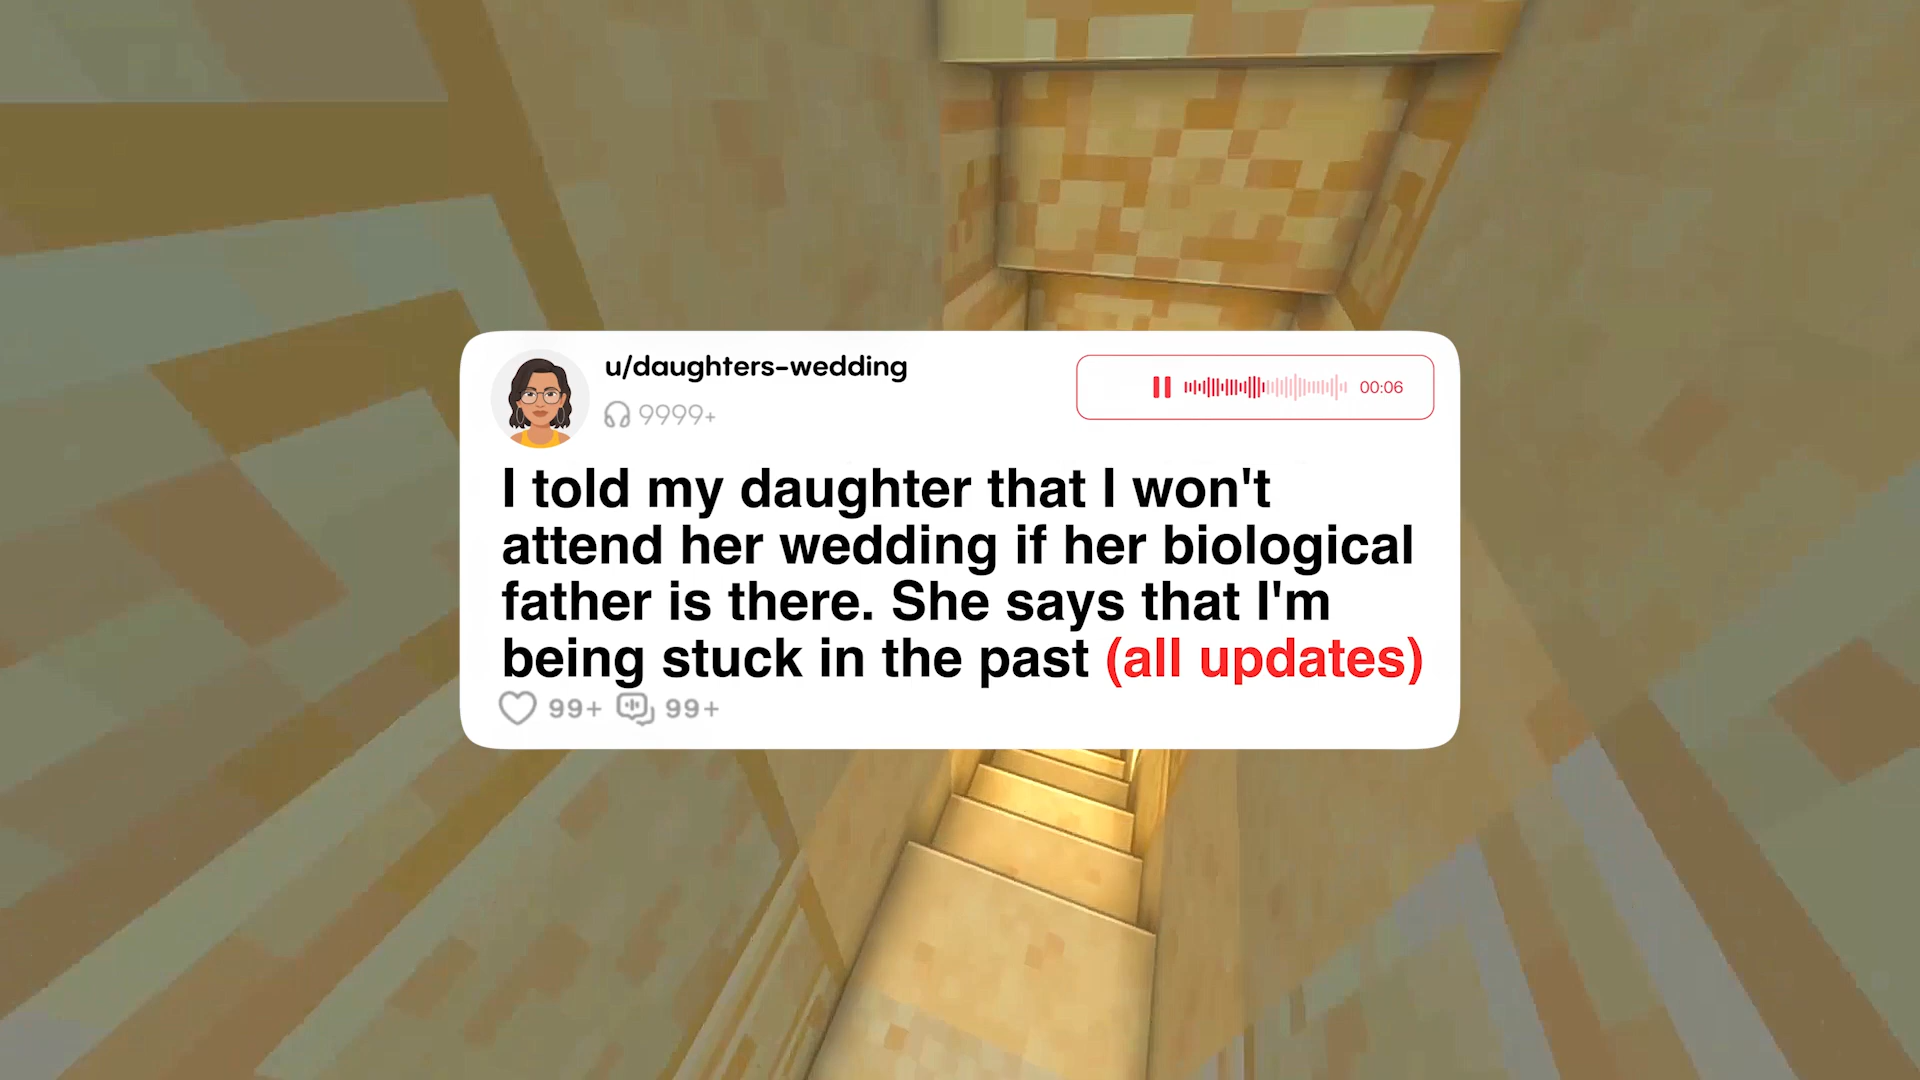 u/daughters-wedding
9999+
00:06
I told my daughter that I won't
attend her wedding if her biological
father is there. She says that I'm
being stuck in the past (all updates)
99+ 99+